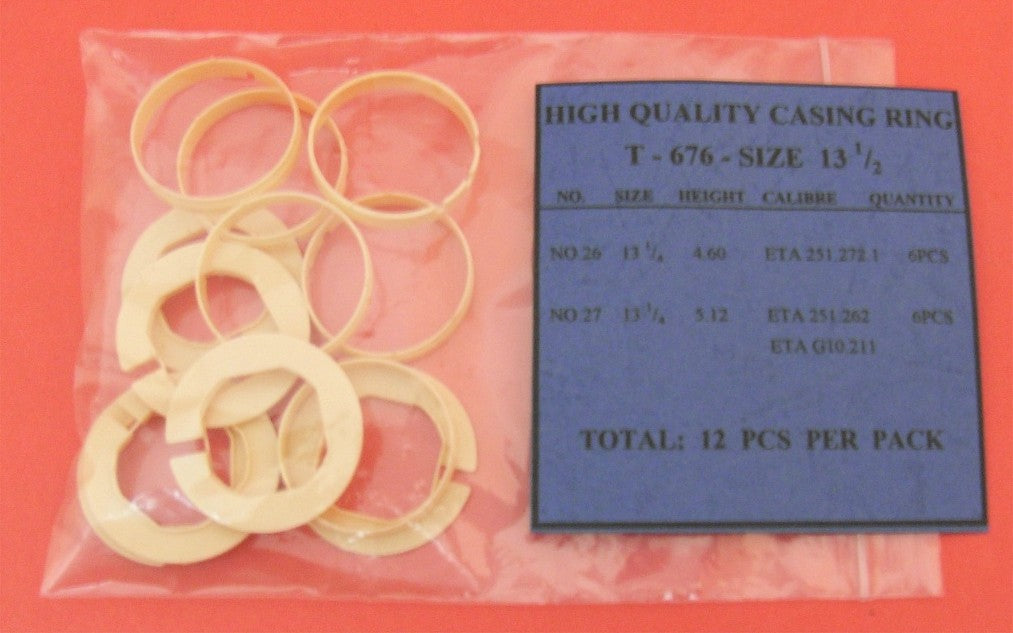 HIGH QUALITY CASING RING
T - 676 - SIZE 13 1/2
NO. SIZE HEIGHT CALIBRE QUANTITY
NO.26 13 1/4 4.60 ETA 251.272.1 6PCS
NO 27 13 1/4 5.12 ETA 251.262 6PCS
ETA G10.211
TOTAL: 12 PCS PER PACK